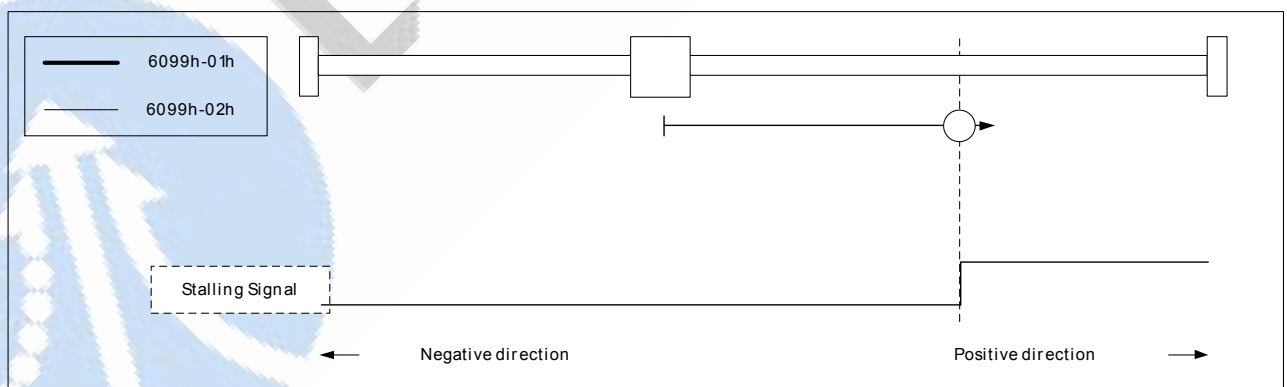 6099h-01h
6099h-02h
Stalling Signal
Negative direction
Positive direction